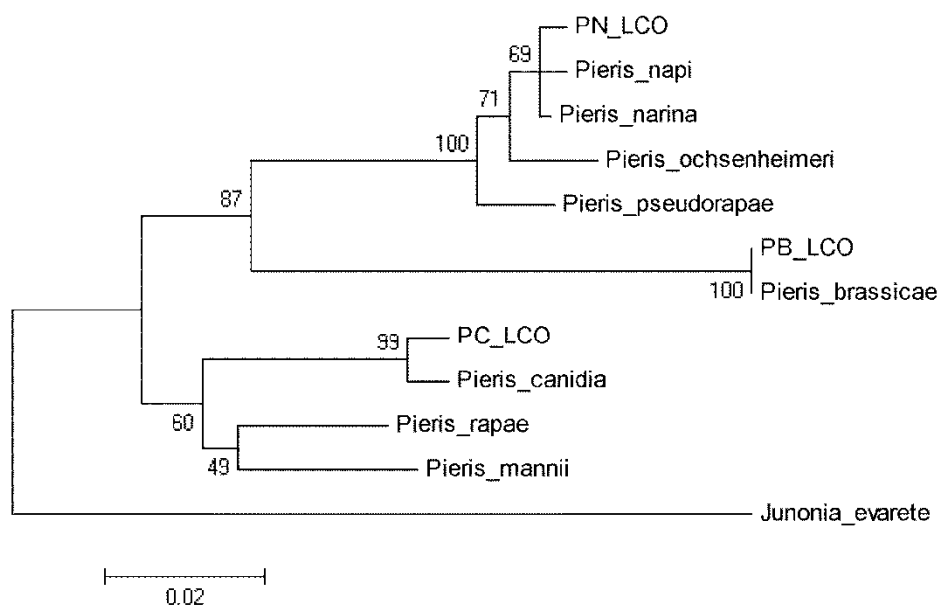 PN_LCO
69
Pieris_napi
71
Pieris_narina
100
Pieris_ochsenheimeri
87
Pieris_pseudorapae
PB_LCO
100
Pieris_brassicae
99
PC_LCO
Pieris_canidia
60
Pieris_rapae
49
Pieris_mannii
Junonia_evarete
0.02